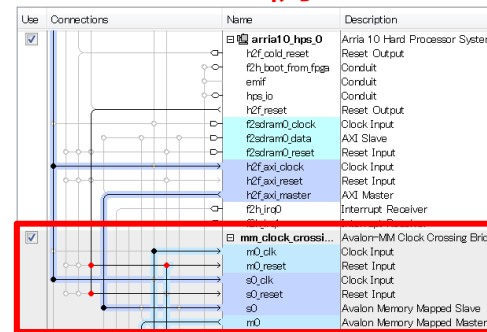 Use Connections Name Description
arria10_hps_0 Arria 10 Hard Processor Syster
h2f_cold_reset Reset Output
f2h_boot_from_fpga Conduit
emif Conduit
hps_io Conduit
h2f_reset Reset Output
f2sdram0_clock Clock Input
f2sdram0_data AXI Slave
f2sdram0_reset Reset Input
h2f_axi_clock Clock Input
h2f_axi_reset Reset Input
h2f_axi_master AXI Master
f2h_irq0 Interrupt Receiver
mm_clock_crossi... Avalon-MM Clock Crossing Bric
m0_clk Clock Input
m0_reset Reset Input
s0_clk Clock Input
s0_reset Reset Input
s0 Avalon Memory Mapped Slave
m0 Avalon Memory Mapped Master